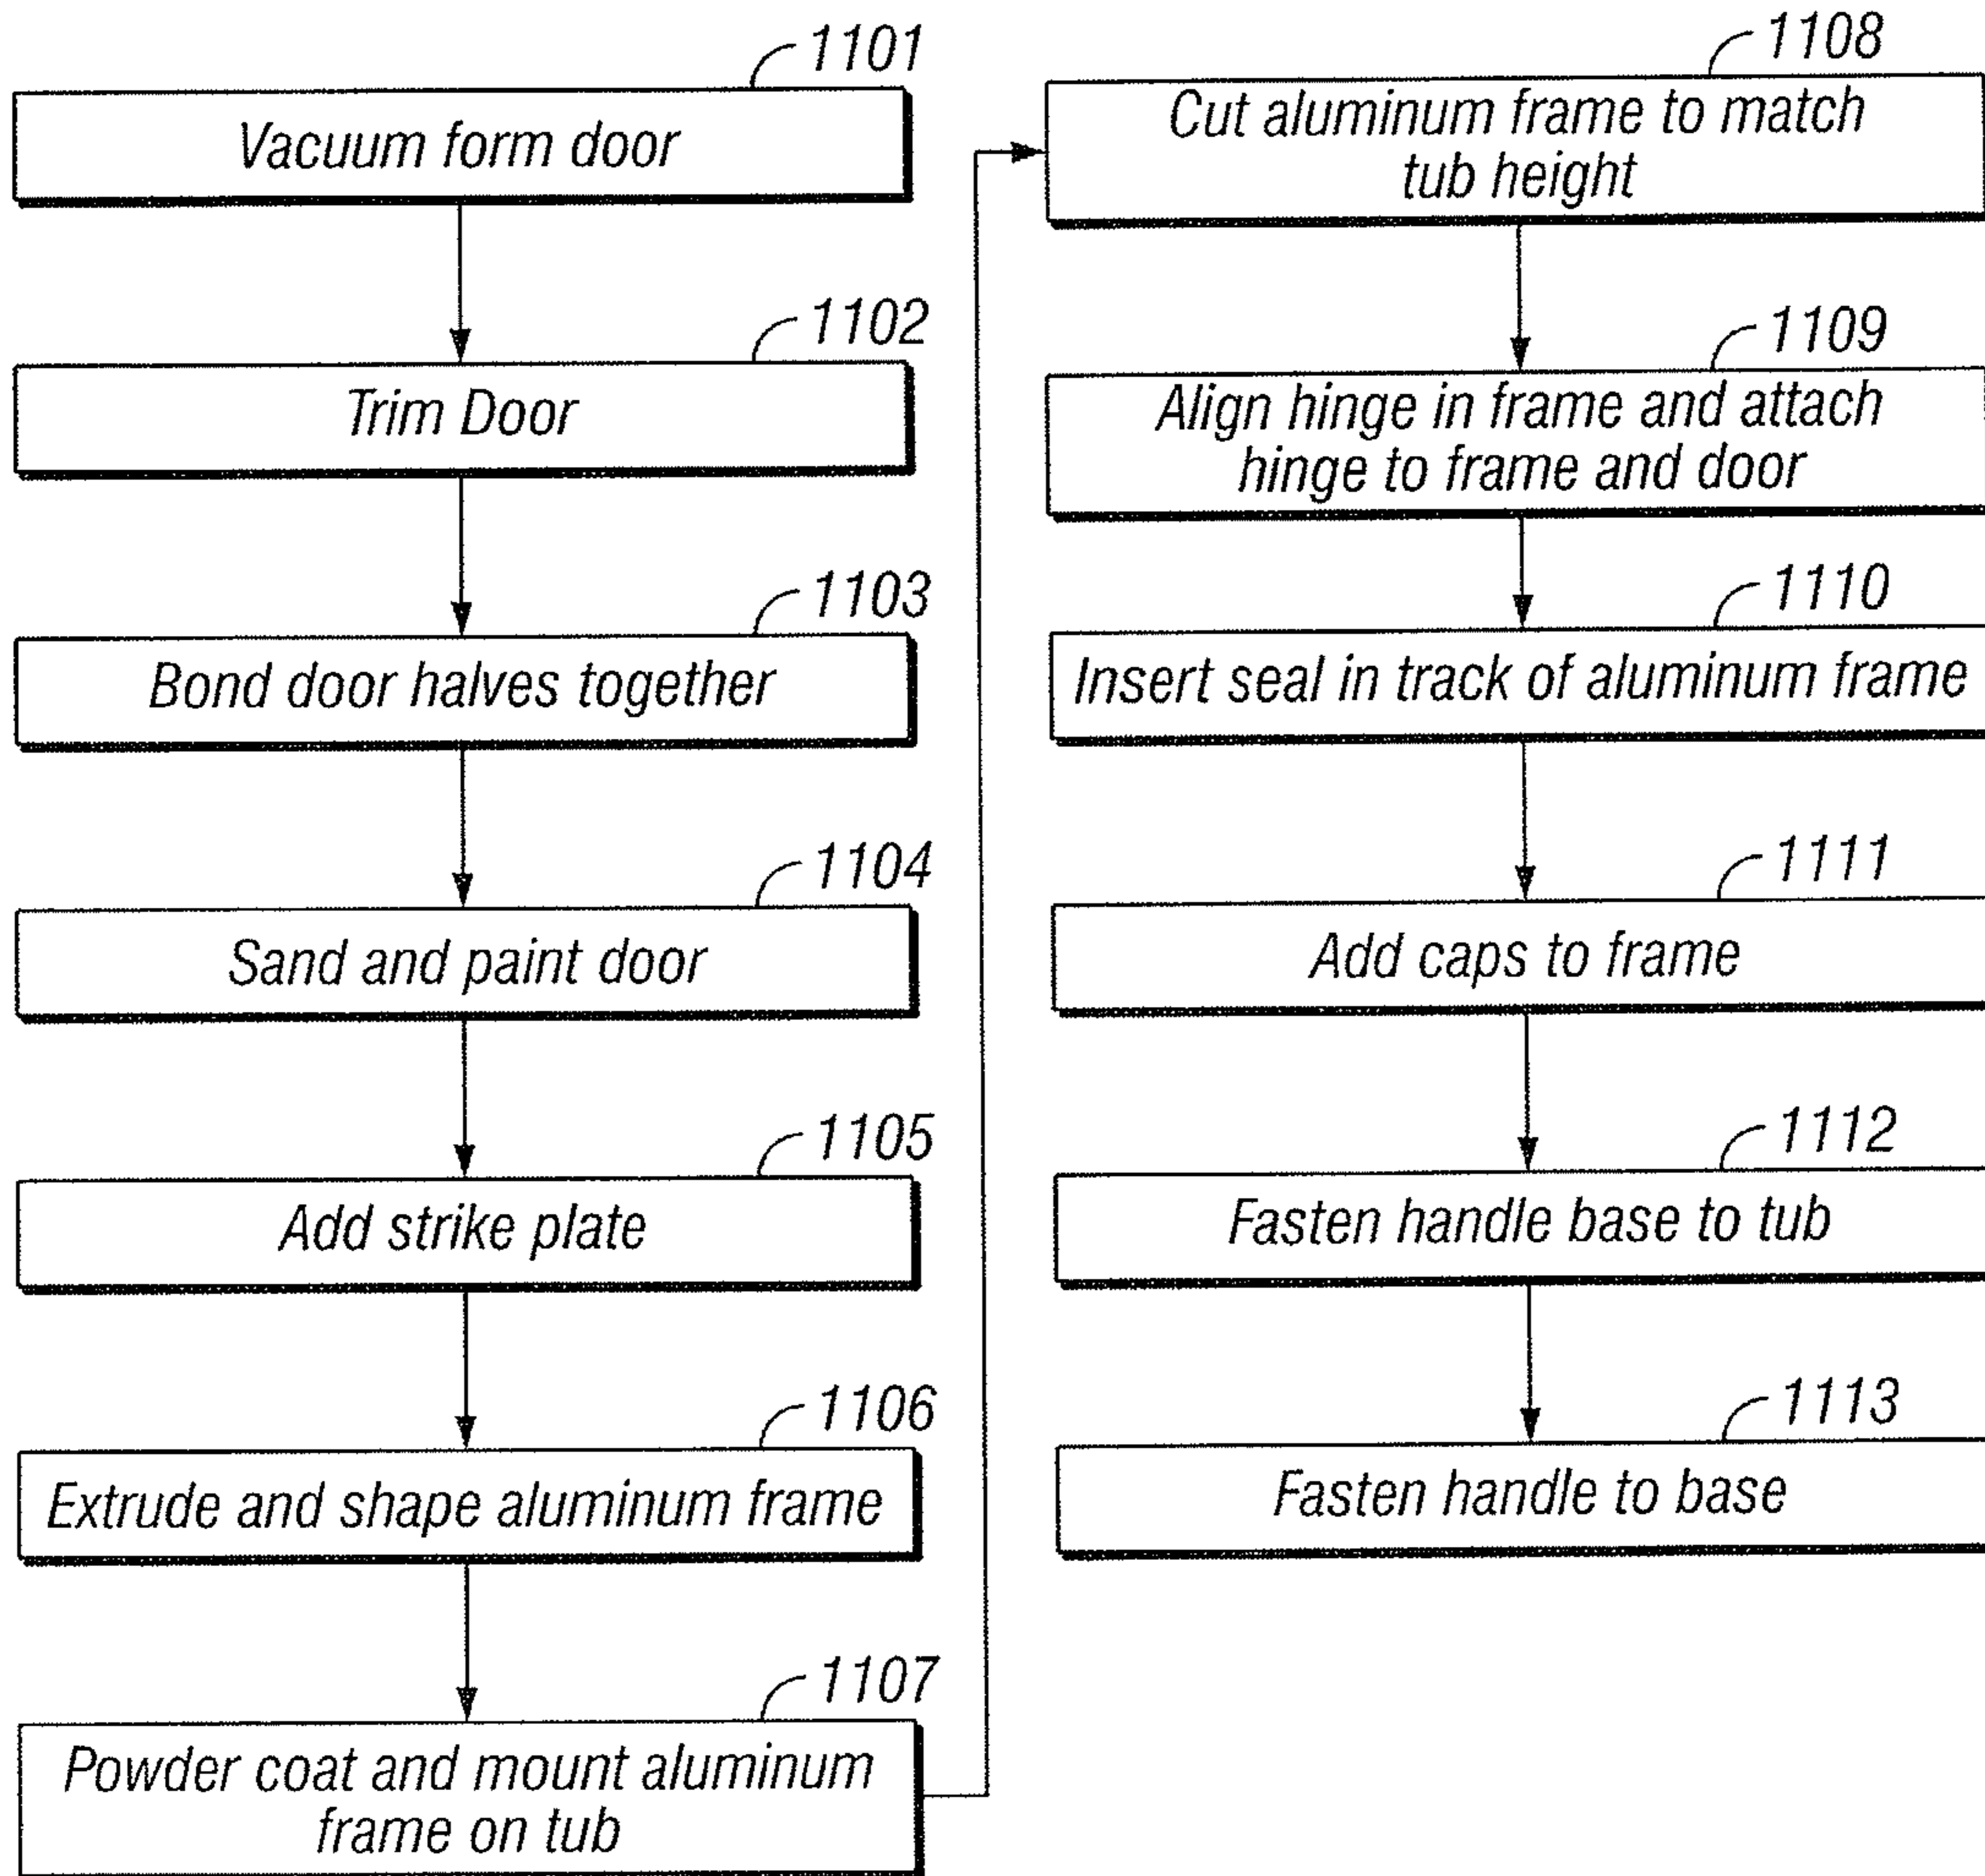 1101
Vacuum form door
1102
Trim Door
1103
Bond door halves together
1104
Sand and paint door
1105
Add strike plate
1106
Extrude and shape aluminum frame
1107
Powder coat and mount aluminum
frame on tub
1108
Cut aluminum frame to match
tub height
1109
Align hinge in frame and attach
hinge to frame and door
1110
Insert seal in track of aluminum frame
1111
Add caps to frame
1112
Fasten handle base to tub
1113
Fasten handle to base